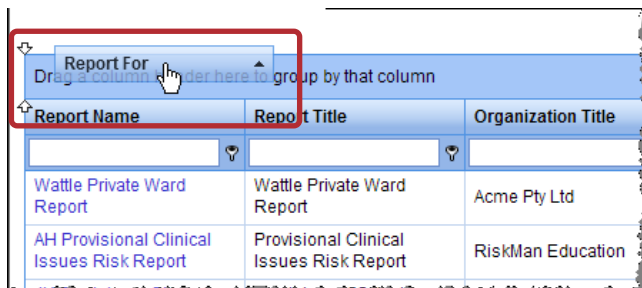 Report For
Drag a column header here to group by that column
Report Name Report Title Organization Title
Wattle Private Ward Wattle Private Ward Acme Pty Ltd
Report Report
AH Provisional Clinical Provisional Clinical RiskMan Education
Issues Risk Report Issues Risk Report